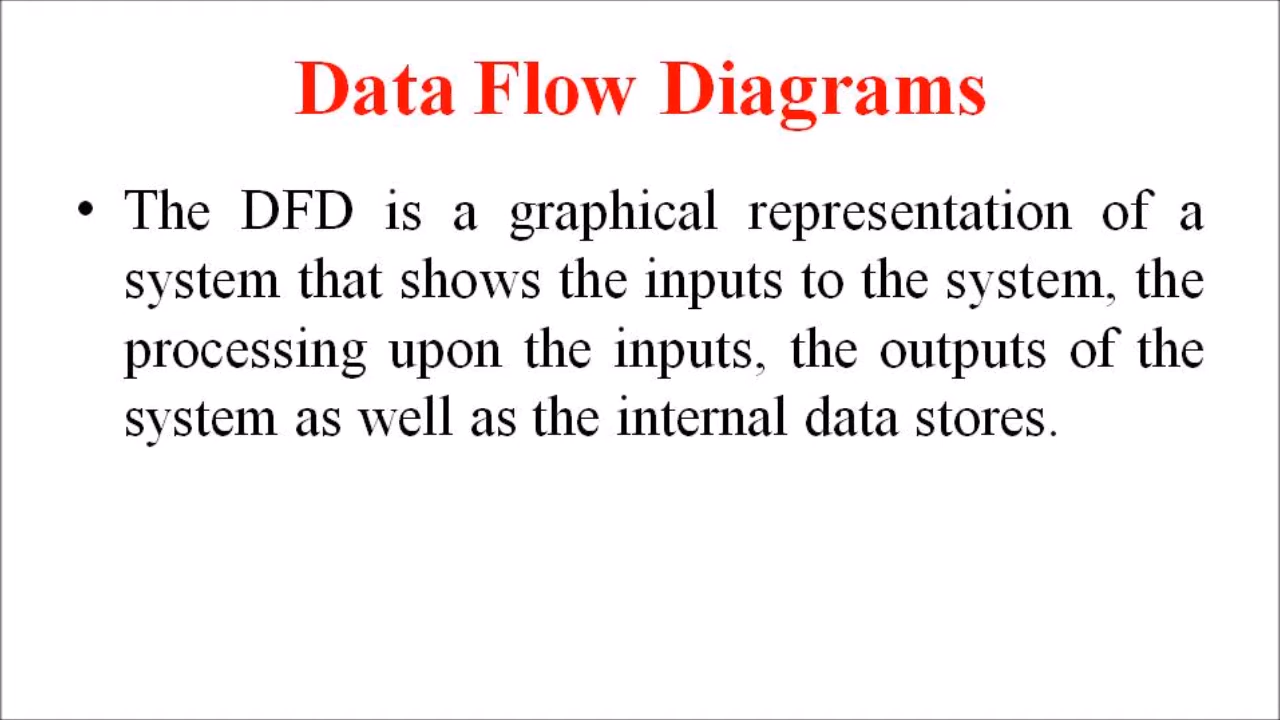 Data Flow Diagrams
• The DFD is a graphical representation of a
system that shows the inputs to the system, the
processing upon the inputs, the outputs of the
system as well as the internal data stores.